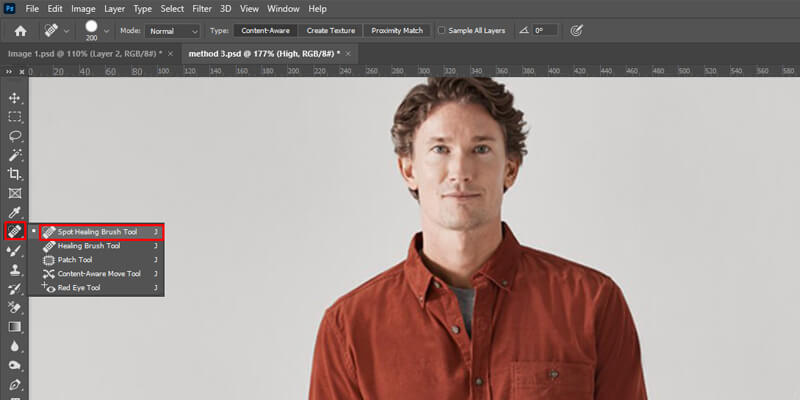 Ps File Edit Image Layer Type Select Filter 3D View Window Help
200 Mode: Normal Type: Content-Aware Create Texture Proximity Match Sample All Layers 0°
Image 1.psd @ 110% (Layer 2, RGB/8#) * × method 3.psd @ 177% (High, RGB/8#) * ×
0 20 40 60 80 100 180 200 220 240 260 280 300 320 340 360 380 400 420 440 460 480 500 520 540 560 580
Spot Healing Brush Tool J
Healing Brush Tool J
Patch Tool J
Content-Aware Move Tool J
Red Eye Tool J